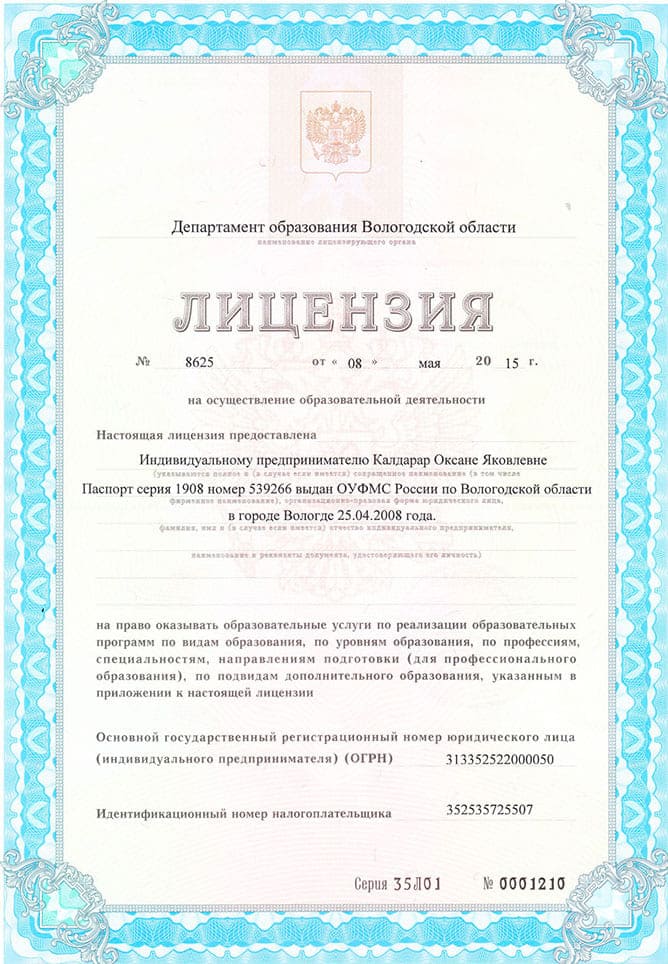 Департамент образования Вологодской области
наименование лицензирующего органа
ЛИЦЕНЗИЯ
№ 8625 от « 08 » мая 20 15 г.
на осуществление образовательной деятельности
Настоящая лицензия предоставлена
Индивидуальному предпринимателю Калдарар Оксане Яковлевне
(указываются полное и (в случае если имеется) сокращенное наименование (в том числе
Паспорт серия 1908 номер 539266 выдан ОУФМС России по Вологодской области
фирменное наименование), организационно-правовая форма юридического лица,
в городе Вологде 25.04.2008 года.
фамилия, имя и (в случае если имеется) отчество индивидуального предпринимателя,
наименование и реквизиты документа, удостоверяющего его личность)
на право оказывать образовательные услуги по реализации образовательных
программ по видам образования, по уровням образования, по профессиям,
специальностям, направлениям подготовки (для профессионального
образования), по подвидам дополнительного образования, указанным в
приложении к настоящей лицензии
Основной государственный регистрационный номер юридического лица
(индивидуального предпринимателя) (ОГРН) 313352522000050
Идентификационный номер налогоплательщика 352535725507
Серия 35Л01 № 0001210